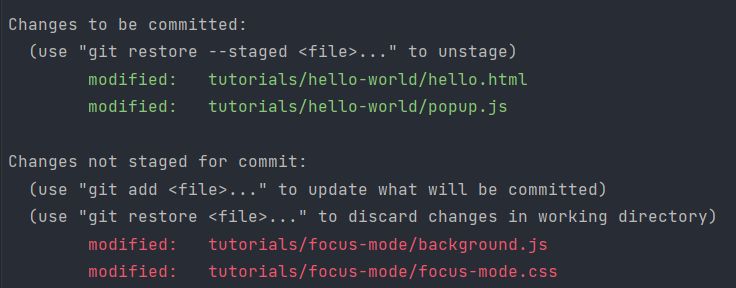 Changes to be committed:
  (use "git restore --staged <file>..." to unstage)
        modified:   tutorials/hello-world/hello.html
        modified:   tutorials/hello-world/popup.js

Changes not staged for commit:
  (use "git add <file>..." to update what will be committed)
  (use "git restore <file>..." to discard changes in working directory)
        modified:   tutorials/focus-mode/background.js
        modified:   tutorials/focus-mode/focus-mode.css